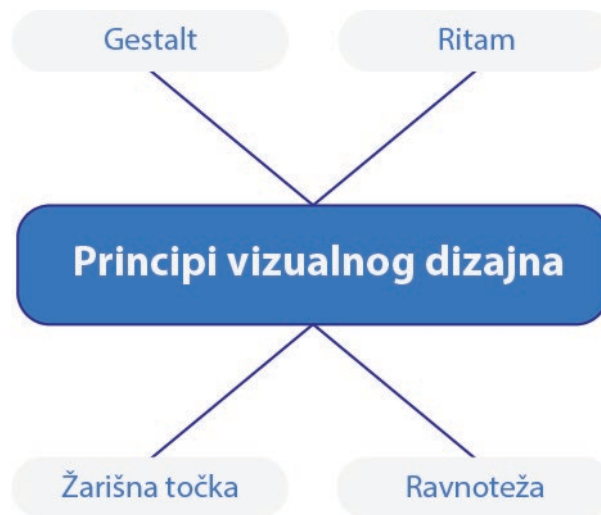 Gestalt
Ritam
Principi vizualnog dizajna
Žarišna točka
Ravnoteža